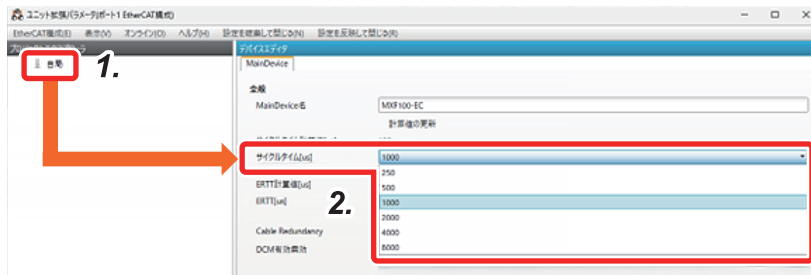 ユニット拡張パラメータ(ポート1 EtherCAT構成)
EtherCAT構成(E) 表示(V) オンライン(O) ヘルプ(H) 設定を破棄して閉じる(N) 設定を反映して閉じる(R)
デバイスエディタ
自局
1.
MainDevice
全般
MainDevice名
MXF100-EC
計算値の更新
サイクルタイム[us]
1000
250
500
1000
2000
4000
8000
ERTT計算値[us]
ERTT[us]
2.
Cable Redundancy
DCM有効無効